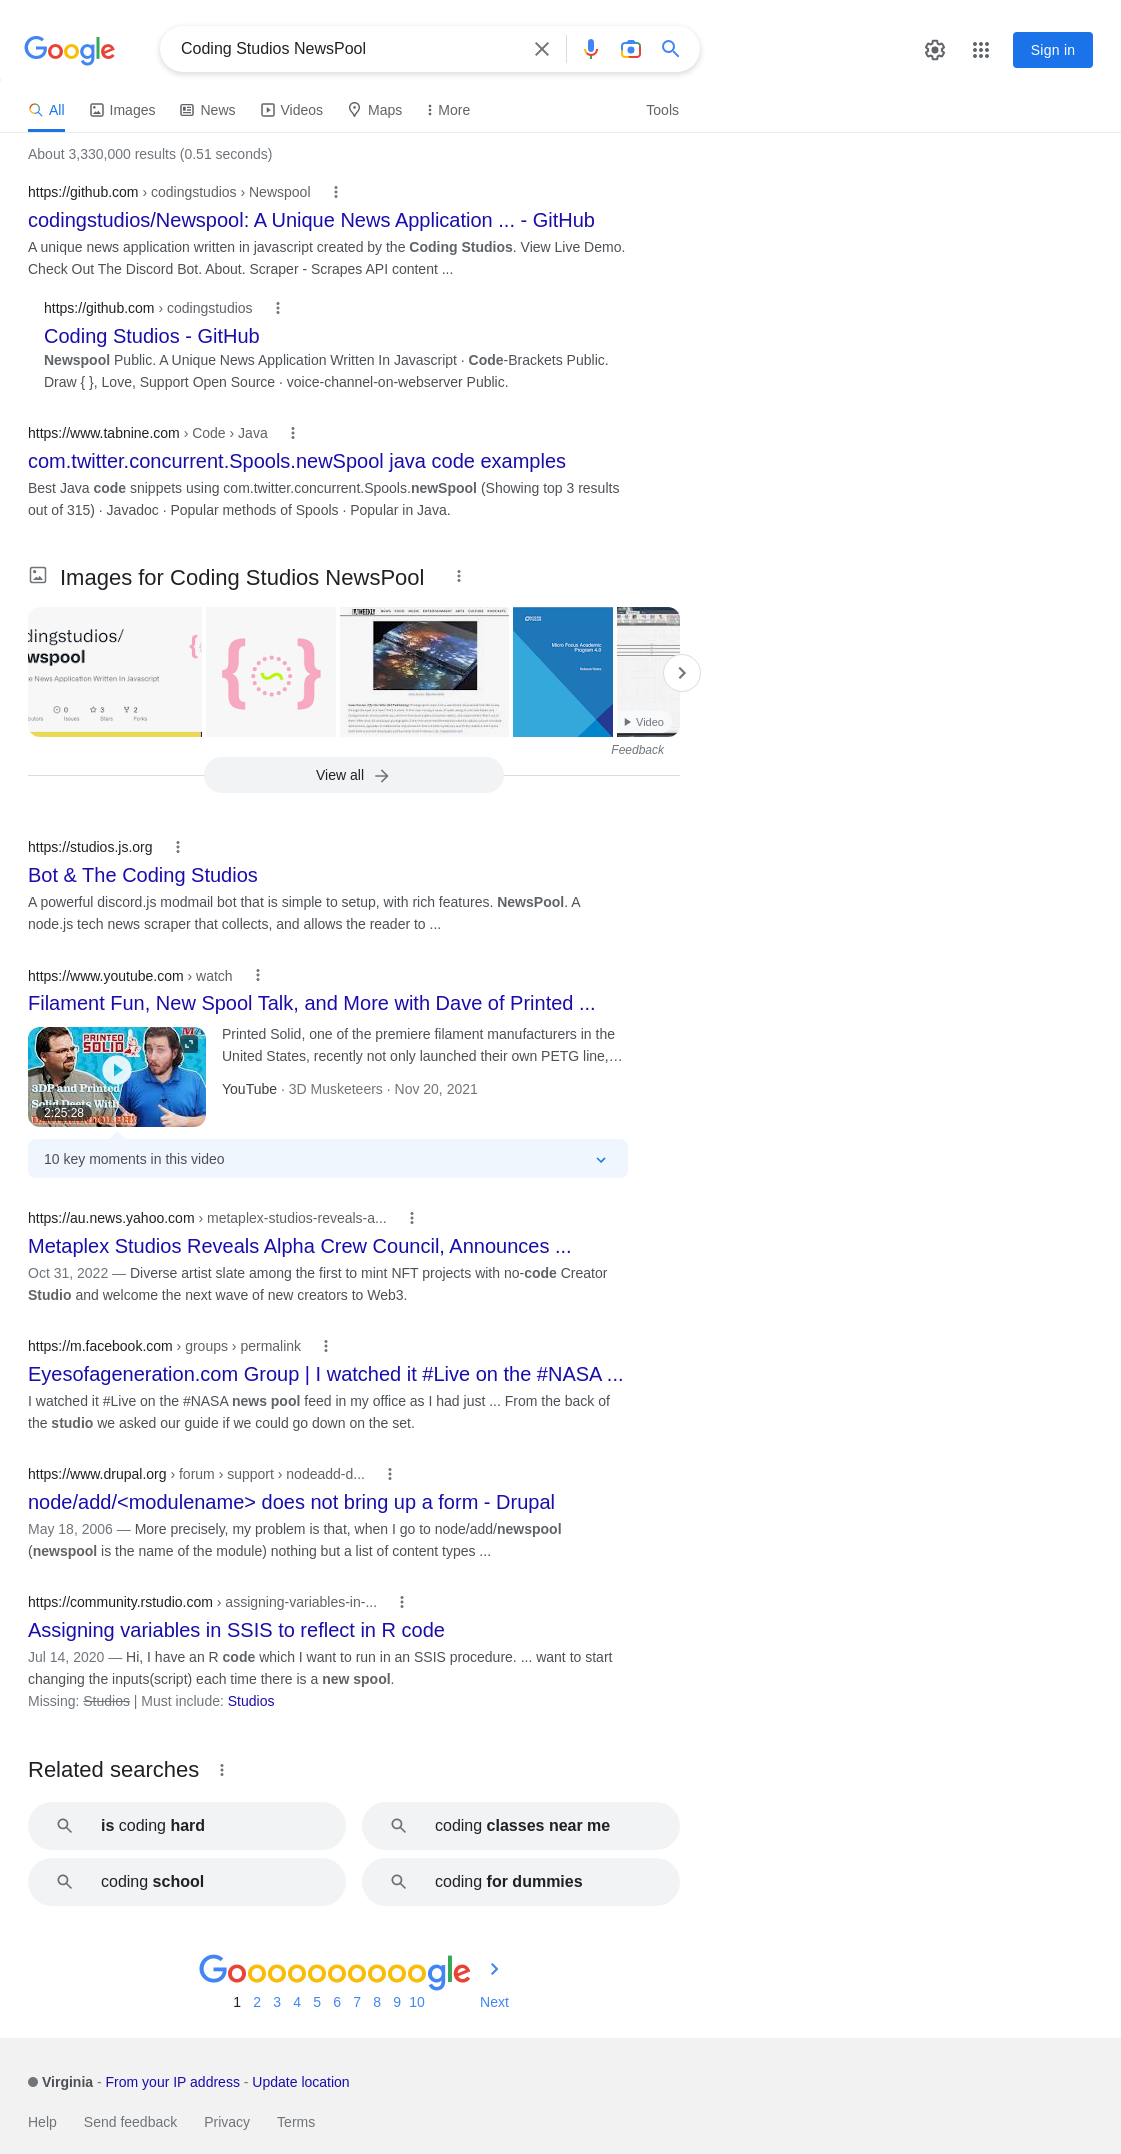 Google
Coding Studios NewsPool
Sign in
All
Images
News
Videos
Maps
More
Tools
About 3,330,000 results (0.51 seconds)
https://github.com › codingstudios › Newspool
codingstudios/Newspool: A Unique News Application ... - GitHub
A unique news application written in javascript created by the Coding Studios. View Live Demo.
Check Out The Discord Bot. About. Scraper - Scrapes API content ...
https://github.com › codingstudios
Coding Studios - GitHub
Newspool Public. A Unique News Application Written In Javascript · Code-Brackets Public.
Draw { }, Love, Support Open Source · voice-channel-on-webserver Public.
https://www.tabnine.com › Code › Java
com.twitter.concurrent.Spools.newSpool java code examples
Best Java code snippets using com.twitter.concurrent.Spools.newSpool (Showing top 3 results
out of 315) · Javadoc · Popular methods of Spools · Popular in Java.
Images for Coding Studios NewsPool
dingstudios/
wspool
e News Application Written In Javascript
0
3
2
utors
Issues
Stars
Forks
WEEKLY
NEWS FOOD MUSIC ENTERTAINMENT ARTS CULTURE PODCASTS
Micro Focus Academic
Program 4.0
Release Notes
Video
Feedback
View all
https://studios.js.org
Bot & The Coding Studios
A powerful discord.js modmail bot that is simple to setup, with rich features. NewsPool. A
node.js tech news scraper that collects, and allows the reader to ...
https://www.youtube.com › watch
Filament Fun, New Spool Talk, and More with Dave of Printed ...
PRINTED
SOLID
3DP and Printed
Solid Deets With
2:25:28
Printed Solid, one of the premiere filament manufacturers in the
United States, recently not only launched their own PETG line,…
YouTube · 3D Musketeers · Nov 20, 2021
10 key moments in this video
https://au.news.yahoo.com › metaplex-studios-reveals-a...
Metaplex Studios Reveals Alpha Crew Council, Announces ...
Oct 31, 2022 — Diverse artist slate among the first to mint NFT projects with no-code Creator
Studio and welcome the next wave of new creators to Web3.
https://m.facebook.com › groups › permalink
Eyesofageneration.com Group | I watched it #Live on the #NASA ...
I watched it #Live on the #NASA news pool feed in my office as I had just ... From the back of
the studio we asked our guide if we could go down on the set.
https://www.drupal.org › forum › support › nodeadd-d...
node/add/<modulename> does not bring up a form - Drupal
May 18, 2006 — More precisely, my problem is that, when I go to node/add/newspool
(newspool is the name of the module) nothing but a list of content types ...
https://community.rstudio.com › assigning-variables-in-...
Assigning variables in SSIS to reflect in R code
Jul 14, 2020 — Hi, I have an R code which I want to run in an SSIS procedure. ... want to start
changing the inputs(script) each time there is a new spool.
Missing: Studios | Must include: Studios
Related searches
is coding hard
coding classes near me
coding school
coding for dummies
Goooooooooogle
1 2 3 4 5 6 7 8 9 10 Next
Virginia - From your IP address - Update location
Help Send feedback Privacy Terms